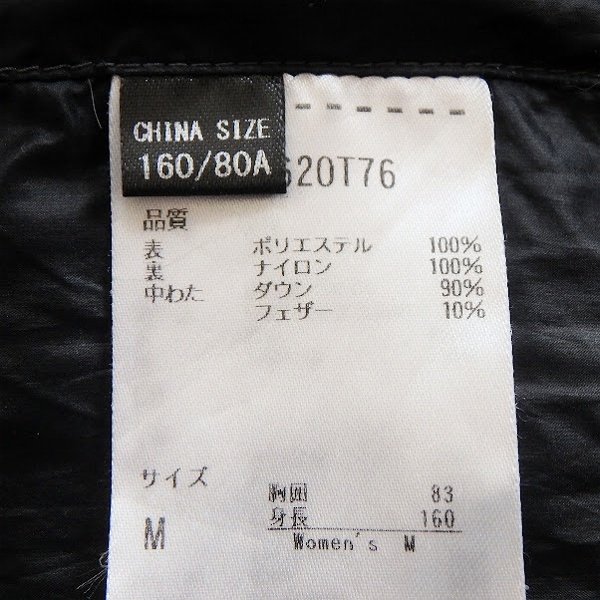 CHINA SIZE
160/80A
620T76
品質
表 ポリエステル 100%
裏 ナイロン 100%
中わた ダウン 90%
フェザー 10%
サイズ
胸囲 83
身長 160
M
Women's M